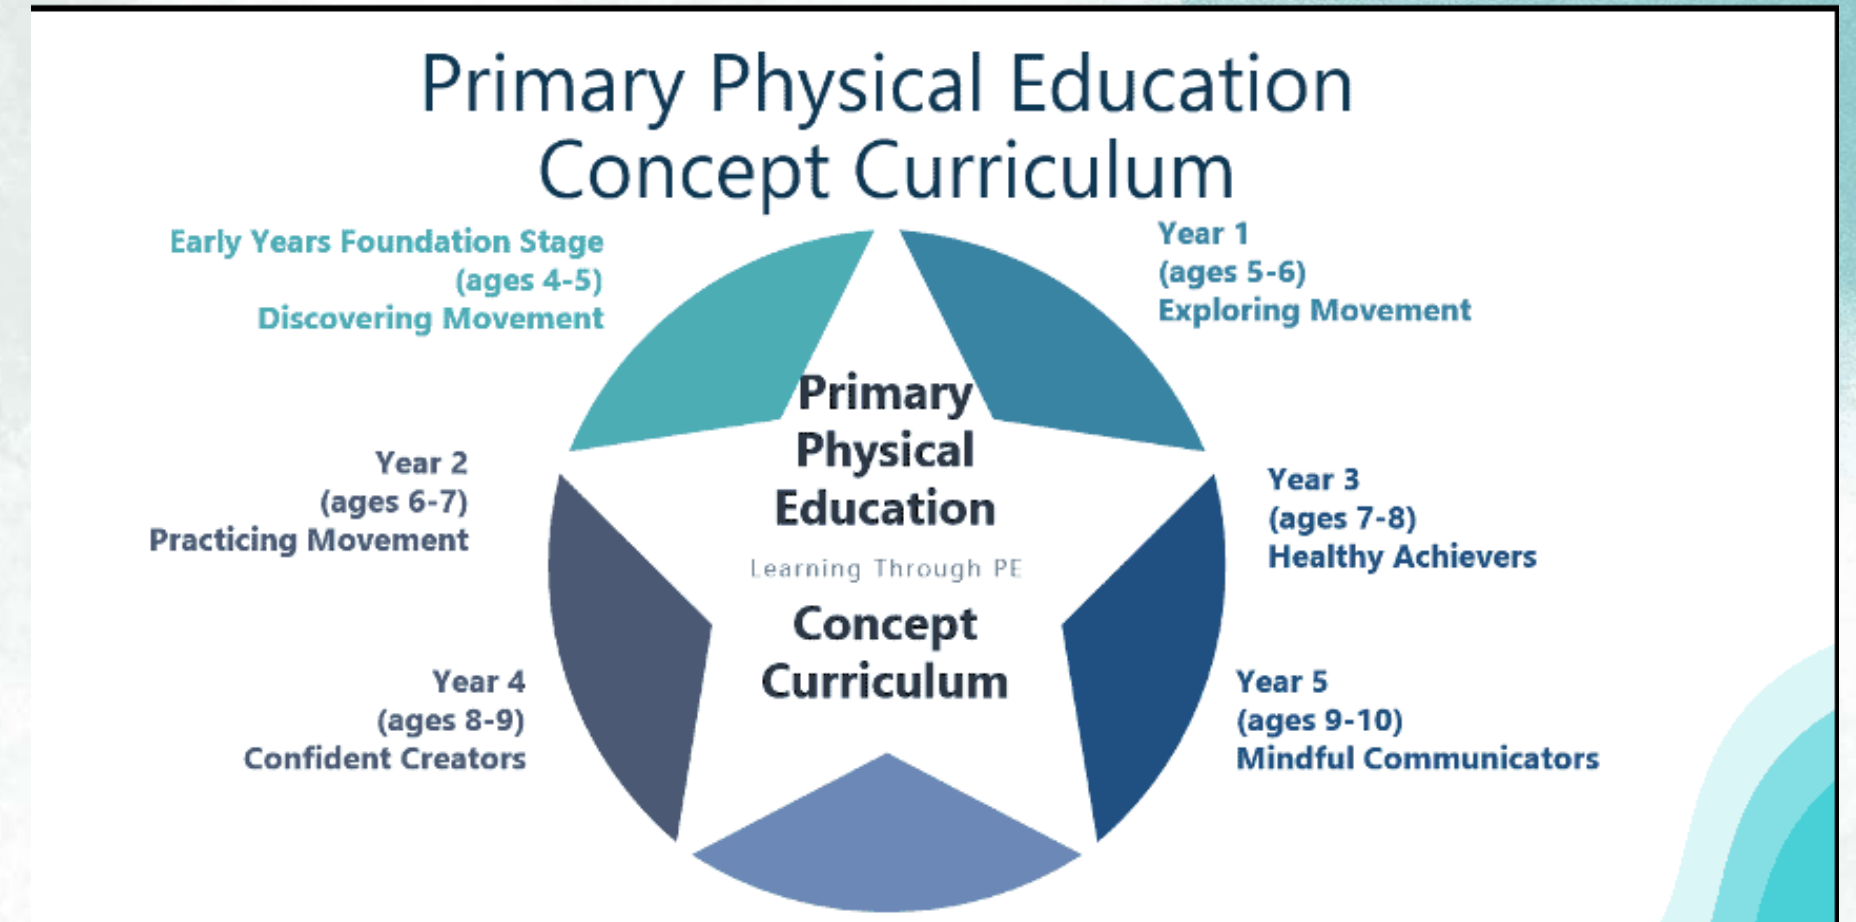 Primary Physical Education
Concept Curriculum
Early Years Foundation Stage
(ages 4-5)
Discovering Movement
Year 1
(ages 5-6)
Exploring Movement
Primary
Physical
Education
Learning Through PE
Concept
Curriculum
Year 2
(ages 6-7)
Practicing Movement
Year 3
(ages 7-8)
Healthy Achievers
Year 4
(ages 8-9)
Confident Creators
Year 5
(ages 9-10)
Mindful Communicators